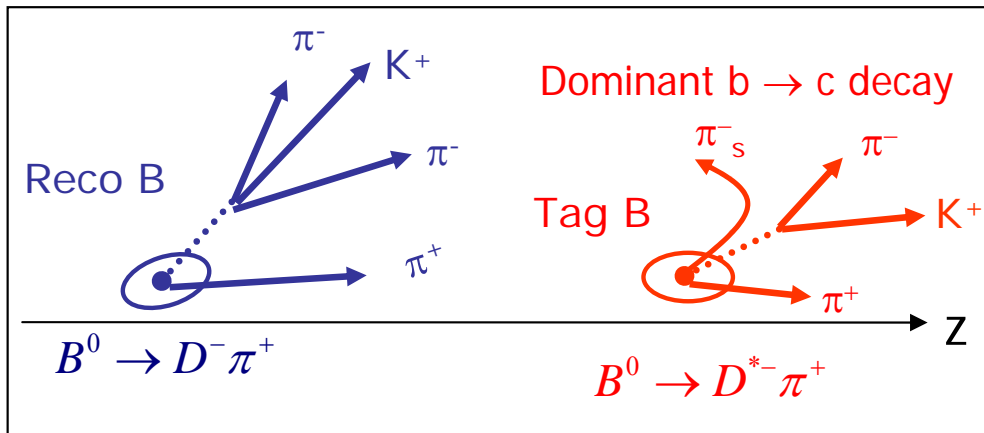 π⁻
K⁺
π⁻
Reco B
π⁺
B⁰ → D⁻π⁺
Dominant b → c decay
π⁻ₛ
π⁻
Tag B
K⁺
π⁺
B⁰ → D*⁻π⁺
Z